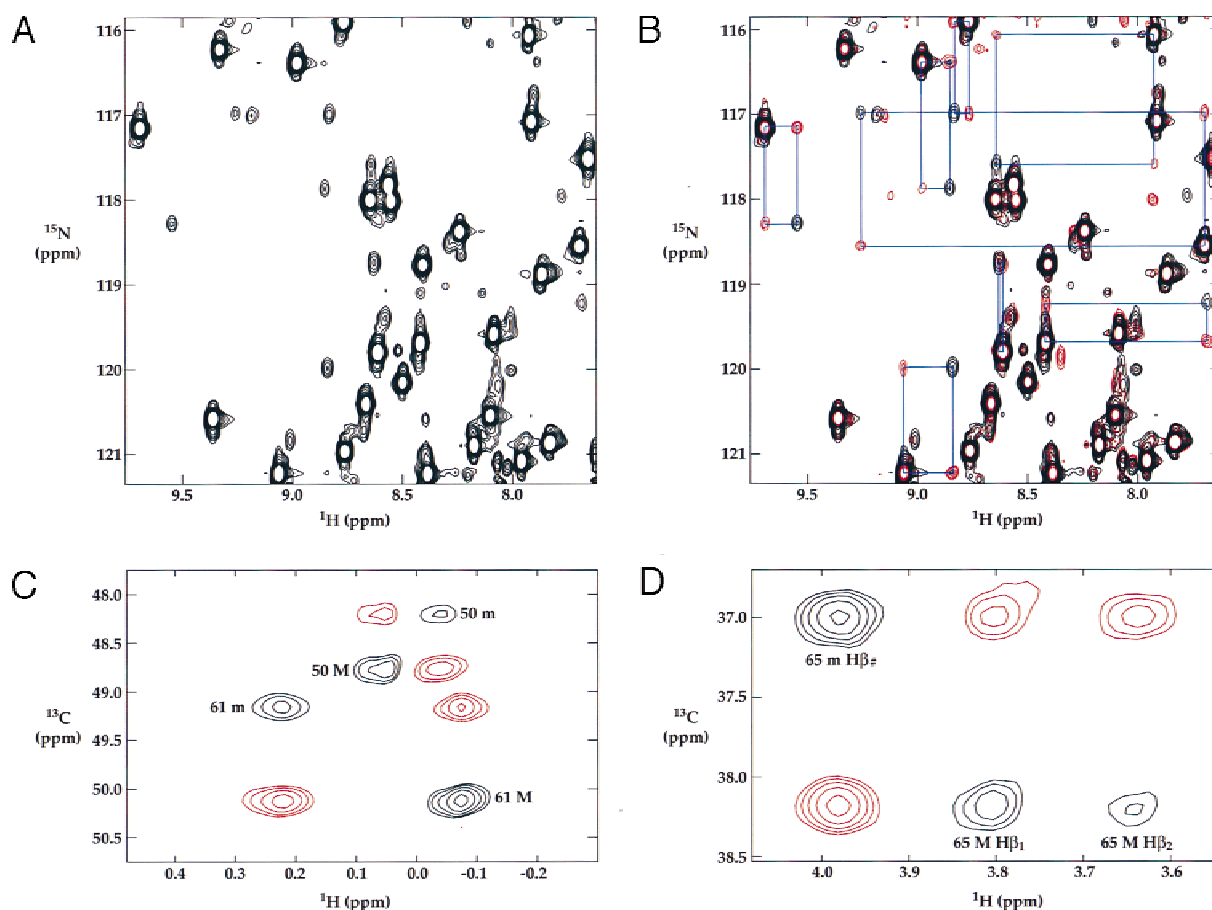 A
B
116
117
118
119
120
121
15N
(ppm)
9.5
9.0
8.5
8.0
1H (ppm)
116
117
118
119
120
121
15N
(ppm)
9.5
9.0
8.5
8.0
1H (ppm)
C
D
48.0
48.5
49.0
49.5
50.0
50.5
13C
(ppm)
50 m
50 M
61 m
61 M
0.4
0.3
0.2
0.1
0.0
-0.1
-0.2
1H (ppm)
37.0
37.5
38.0
38.5
13C
(ppm)
65 m Hβ#
65 M Hβ1
65 M Hβ2
4.0
3.9
3.8
3.7
3.6
1H (ppm)